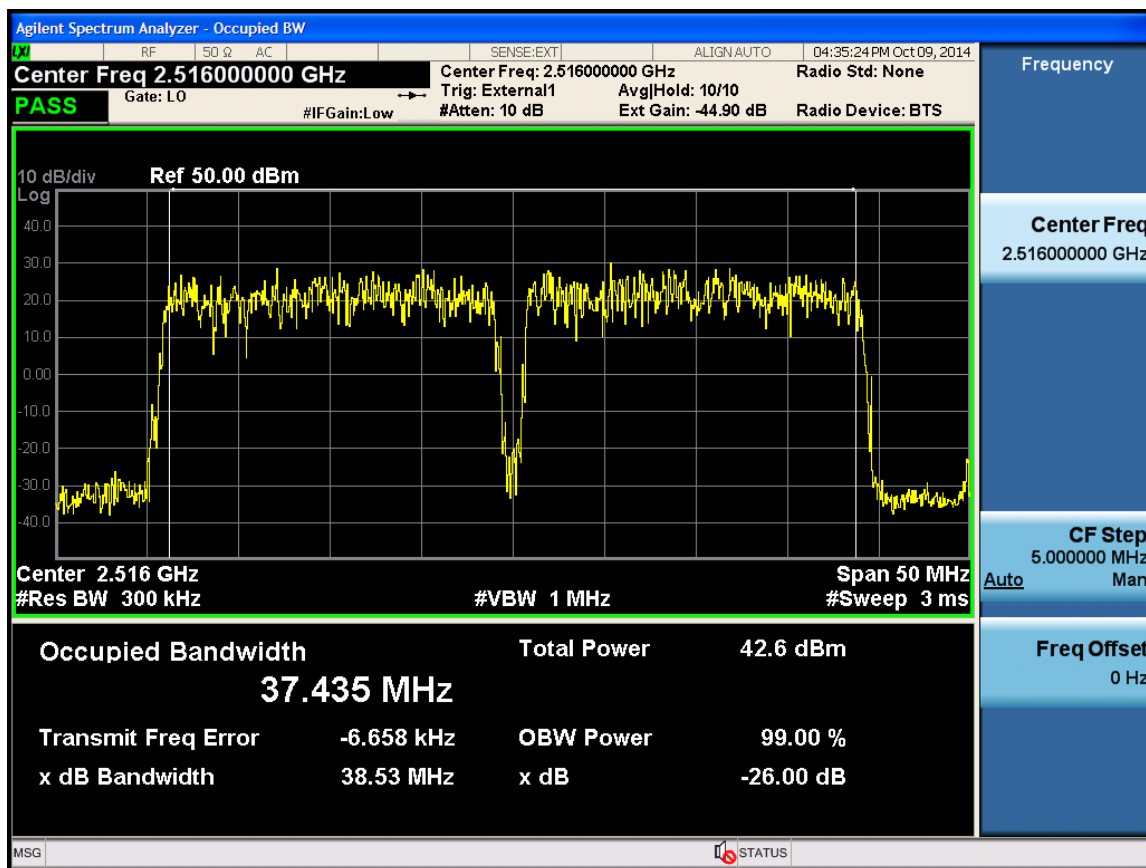 Agilent Spectrum Analyzer - Occupied BW
LXI RF 50 Ω AC SENSE:EXT ALIGN AUTO 04:35:24 PM Oct 09, 2014
Center Freq 2.516000000 GHz
PASS
Gate: LO
#IFGain:Low
Center Freq: 2.516000000 GHz
Trig: External1 Avg|Hold: 10/10
#Atten: 10 dB Ext Gain: -44.90 dB
Radio Std: None
Radio Device: BTS
10 dB/div Ref 50.00 dBm
Log
40.0
30.0
20.0
10.0
0.00
-10.0
-20.0
-30.0
-40.0
Center 2.516 GHz Span 50 MHz
#Res BW 300 kHz #VBW 1 MHz #Sweep 3 ms
Occupied Bandwidth Total Power 42.6 dBm
37.435 MHz
Transmit Freq Error -6.658 kHz OBW Power 99.00 %
x dB Bandwidth 38.53 MHz x dB -26.00 dB
Frequency
Center Freq
2.516000000 GHz
CF Step
5.000000 MHz
Auto Man
Freq Offset
0 Hz
MSG STATUS